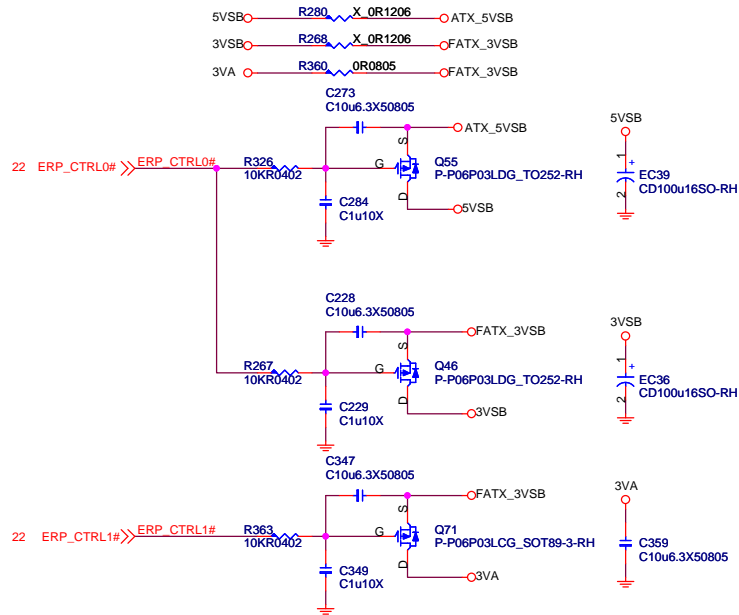 5VSB R280 X_0R1206 ATX_5VSB
3VSB R268 X_0R1206 FATX_3VSB
3VA R360 0R0805 FATX_3VSB
C273
C10u6.3X50805
ATX_5VSB
5VSB
S
22 ERP_CTRL0# ERP_CTRL0#
R326
10KR0402
G
Q55
P-P06P03LDG_TO252-RH
1
+
EC39
CD100u16SO-RH
2
D
C284
C1u10X
5VSB
C228
C10u6.3X50805
FATX_3VSB
3VSB
S
R267
10KR0402
G
Q46
P-P06P03LDG_TO252-RH
1
+
EC36
CD100u16SO-RH
2
D
C229
C1u10X
3VSB
C347
C10u6.3X50805
FATX_3VSB
3VA
S
22 ERP_CTRL1# ERP_CTRL1#
R363
10KR0402
G
Q71
P-P06P03LCG_SOT89-3-RH
C359
C10u6.3X50805
D
C349
C1u10X
3VA